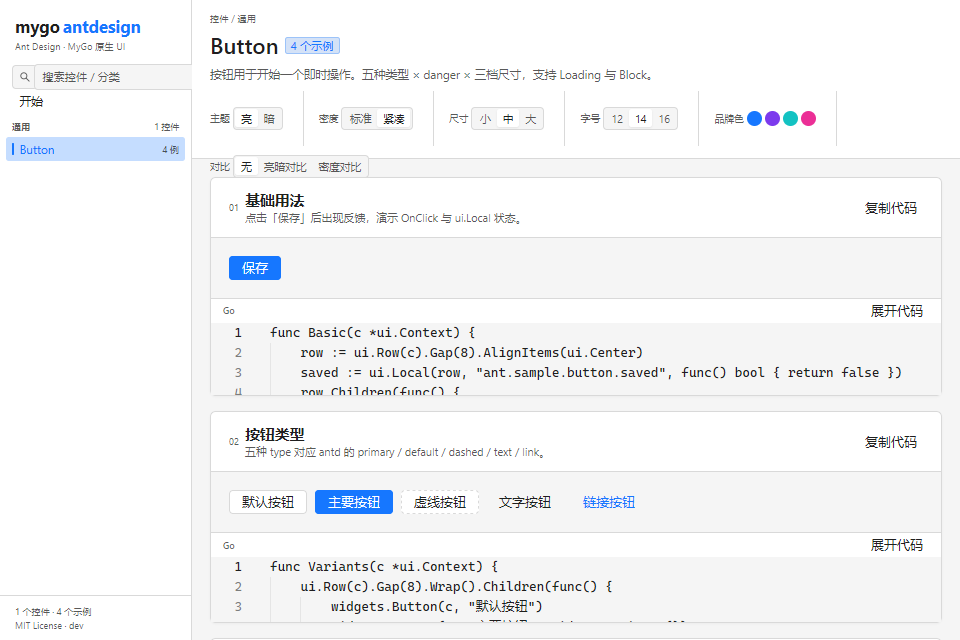 mygo antdesign
Ant Design · MyGo 原生 UI
搜索控件 / 分类
开始
通用 1 控件
Button 4 例
1 个控件 · 4 个示例
MIT License · dev
控件 / 通用
Button 4 个示例
按钮用于开始一个即时操作。五种类型 × danger × 三档尺寸，支持 Loading 与 Block。
主题 亮 暗 密度 标准 紧凑 尺寸 小 中 大 字号 12 14 16 品牌色
对比 无 亮暗对比 密度对比
01 基础用法
点击「保存」后出现反馈，演示 OnClick 与 ui.Local 状态。
复制代码
保存
Go 展开代码
1 func Basic(c *ui.Context) {
2 row := ui.Row(c).Gap(8).AlignItems(ui.Center)
3 saved := ui.Local(row, "ant.sample.button.saved", func() bool { return false })
4 row.Children(func() {
02 按钮类型
五种 type 对应 antd 的 primary / default / dashed / text / link。
复制代码
默认按钮 主要按钮 虚线按钮 文字按钮 链接按钮
Go 展开代码
1 func Variants(c *ui.Context) {
2 ui.Row(c).Gap(8).Wrap().Children(func() {
3 widgets.Button(c, "默认按钮")